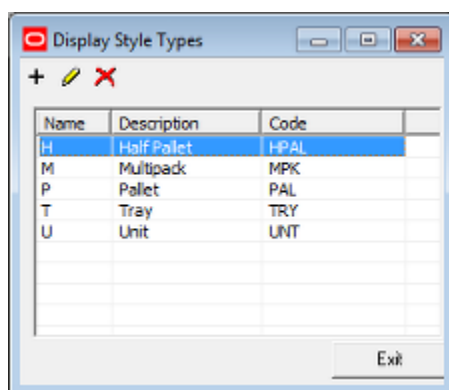 Display Style Types
Name Description Code
H Half Pallet HPAL
M Multipack MPK
P Pallet PAL
T Tray TRY
U Unit UNT
Exit